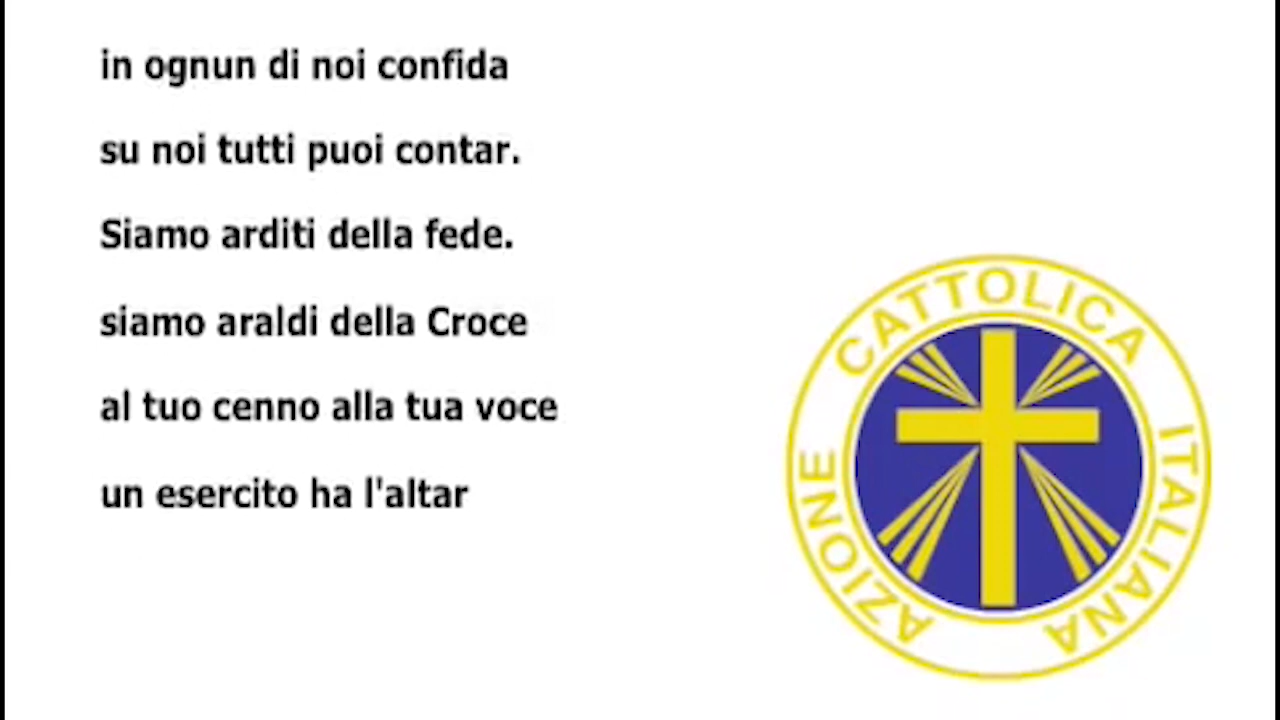 in ognun di noi confida
su noi tutti puoi contar.
Siamo arditi della fede.
siamo araldi della Croce
al tuo cenno alla tua voce
un esercito ha l'altar
AZIONE CATTOLICA ITALIANA